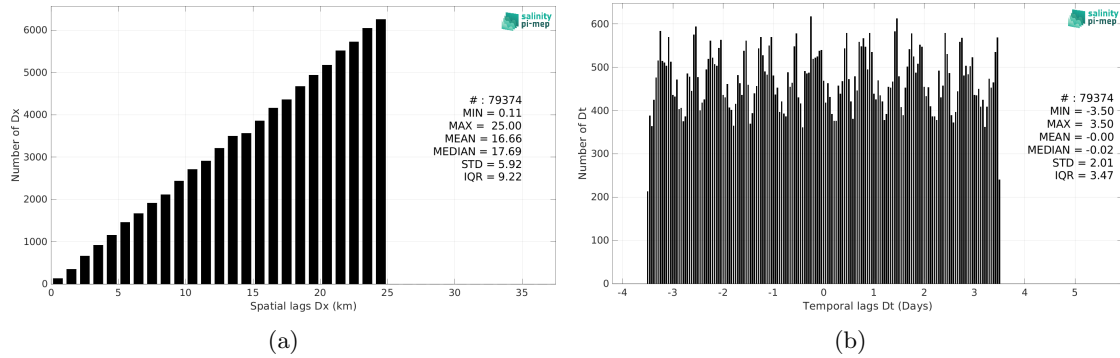 salinity
pi-mep
6000
5000
4000
3000
2000
1000
0
Number of Dx
# : 79374
MIN = 0.11
MAX = 25.00
MEAN = 16.66
MEDIAN = 17.69
STD = 5.92
IQR = 9.22
0 5 10 15 20 25 30 35
Spatial lags Dx (km)
(a)
salinity
pi-mep
600
500
400
300
200
100
0
Number of Dt
# : 79374
MIN = -3.50
MAX = 3.50
MEAN = -0.00
MEDIAN = -0.02
STD = 2.01
IQR = 3.47
-4 -3 -2 -1 0 1 2 3 4 5
Temporal lags Dt (Days)
(b)